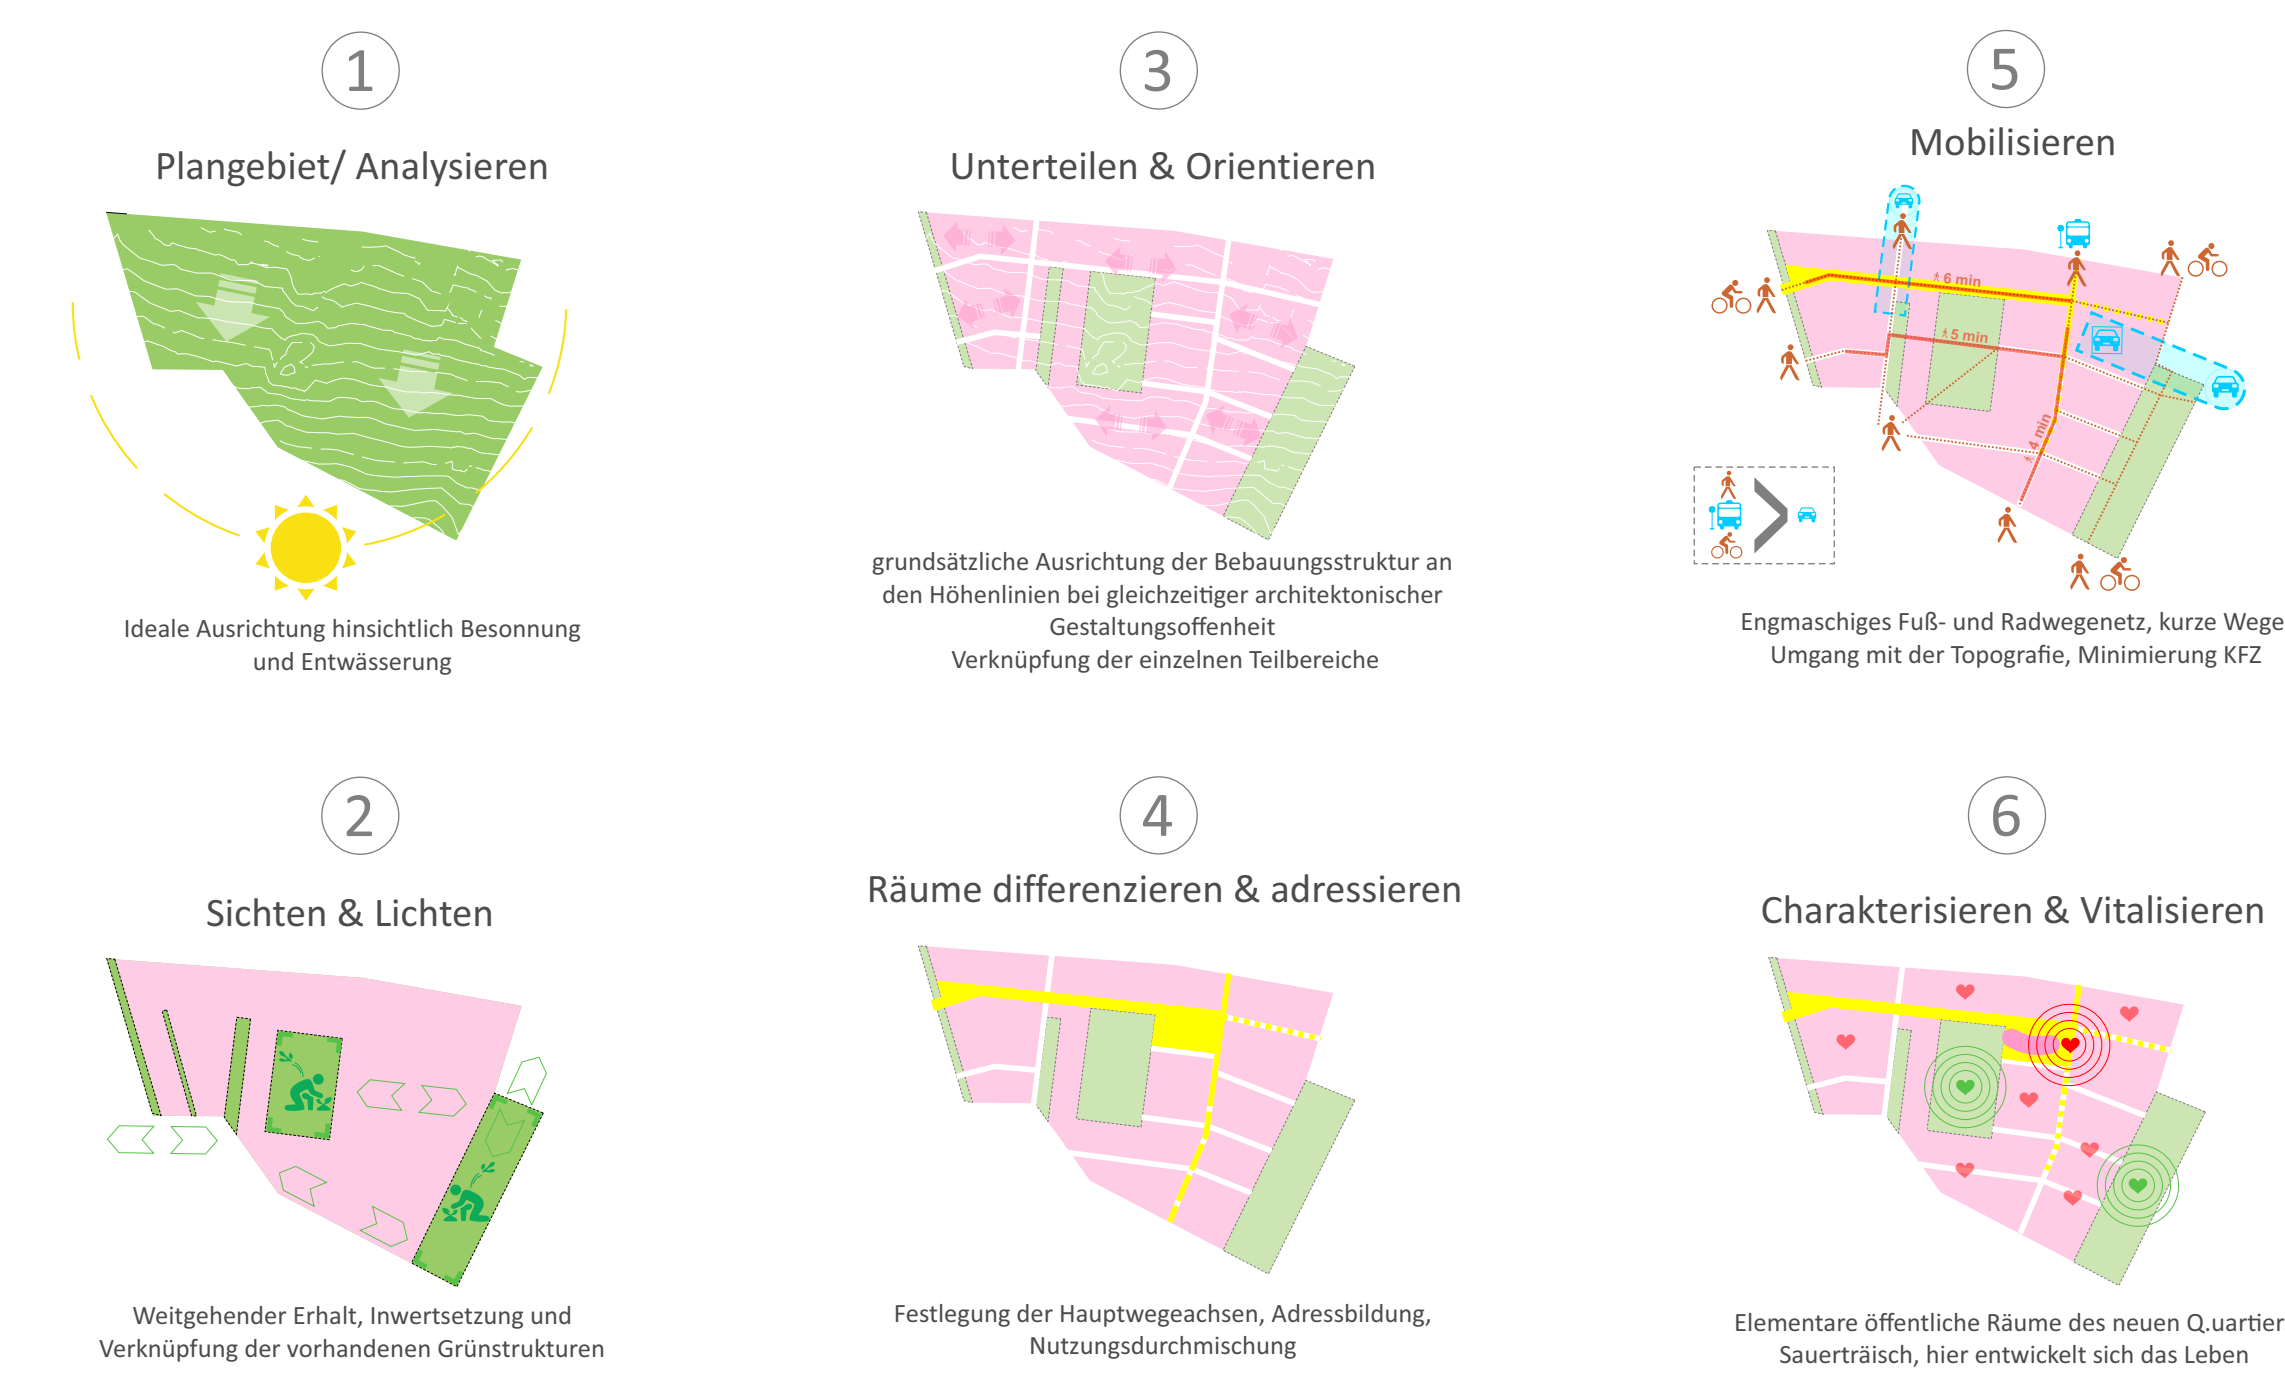 1
Plangebiet/ Analysieren
Ideale Ausrichtung hinsichtlich Besonnung
und Entwässerung
2
Sichten & Lichten
Weitgehender Erhalt, Inwertsetzung und
Verknüpfung der vorhandenen Grünstrukturen
3
Unterteilen & Orientieren
grundsätzliche Ausrichtung der Bebauungsstruktur an
den Höhenlinien bei gleichzeitiger architektonischer
Gestaltungsoffenheit
Verknüpfung der einzelnen Teilbereiche
4
Räume differenzieren & adressieren
Festlegung der Hauptwegeachsen, Adressbildung,
Nutzungsdurchmischung
5
Mobilisieren
6 min
5 min
4 min
Engmaschiges Fuß- und Radwegenetz, kurze Wege
Umgang mit der Topografie, Minimierung KFZ
6
Charakterisieren & Vitalisieren
Elementare öffentliche Räume des neuen Q.uartier
Sauerträisch, hier entwickelt sich das Leben